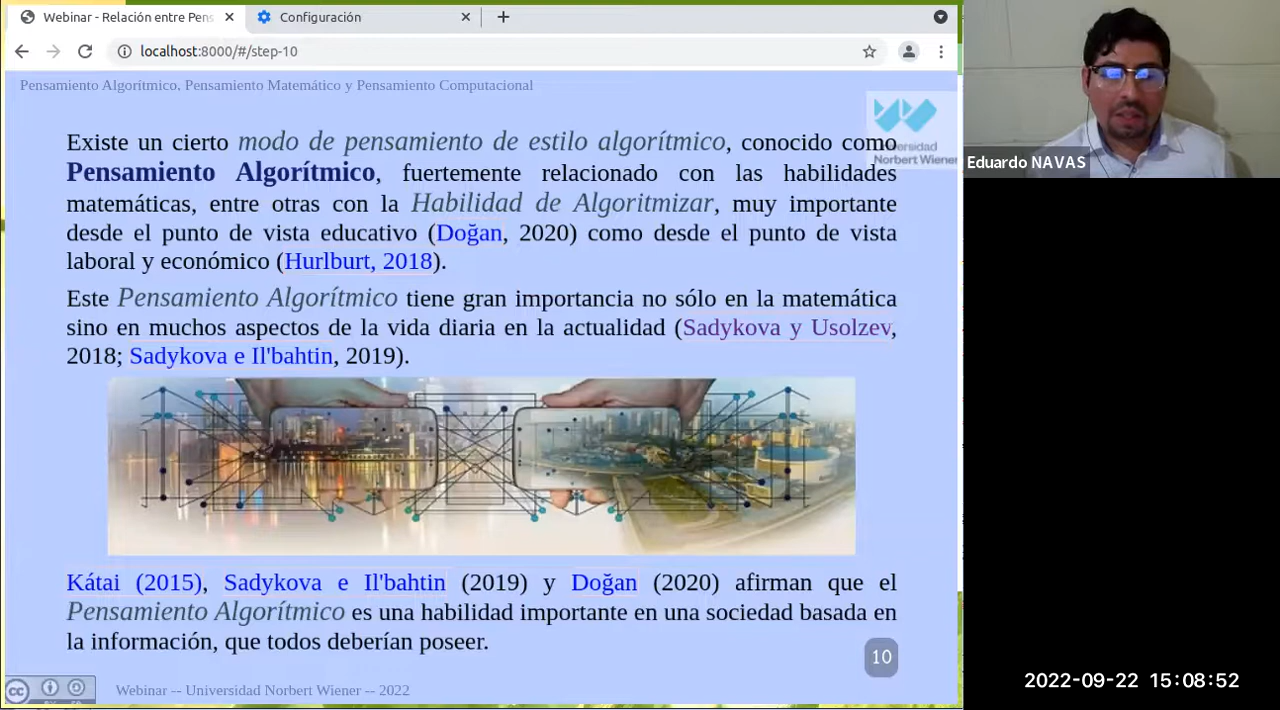 Webinar - Relación entre Pens
Configuración
localhost:8000/#/step-10
Pensamiento Algorítmico, Pensamiento Matemático y Pensamiento Computacional
Existe un cierto modo de pensamiento de estilo algorítmico, conocido como
Pensamiento Algorítmico, fuertemente relacionado con las habilidades
matemáticas, entre otras con la Habilidad de Algoritmizar, muy importante
desde el punto de vista educativo (Doğan, 2020) como desde el punto de vista
laboral y económico (Hurlburt, 2018).
Este Pensamiento Algorítmico tiene gran importancia no sólo en la matemática
sino en muchos aspectos de la vida diaria en la actualidad (Sadykova y Usolzev,
2018; Sadykova e Il'bahtin, 2019).
Kátai (2015), Sadykova e Il'bahtin (2019) y Doğan (2020) afirman que el
Pensamiento Algorítmico es una habilidad importante en una sociedad basada en
la información, que todos deberían poseer.
10
cc
Webinar -- Universidad Norbert Wiener -- 2022
Norbert Wiener
Eduardo NAVAS
2022-09-22 15:08:52